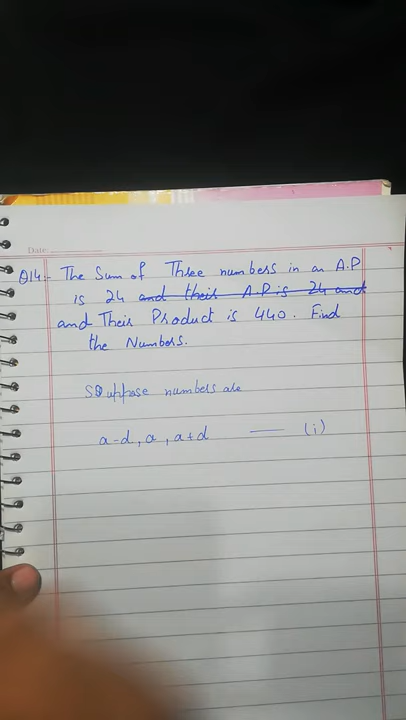 Date:
Q14:- The Sum of Three numbers in an A.P
is 24 and their A.P is 24 and
and Their Product is 440. Find
the Numbers.
Suppose numbers are
a-d, a, a+d —— (i)